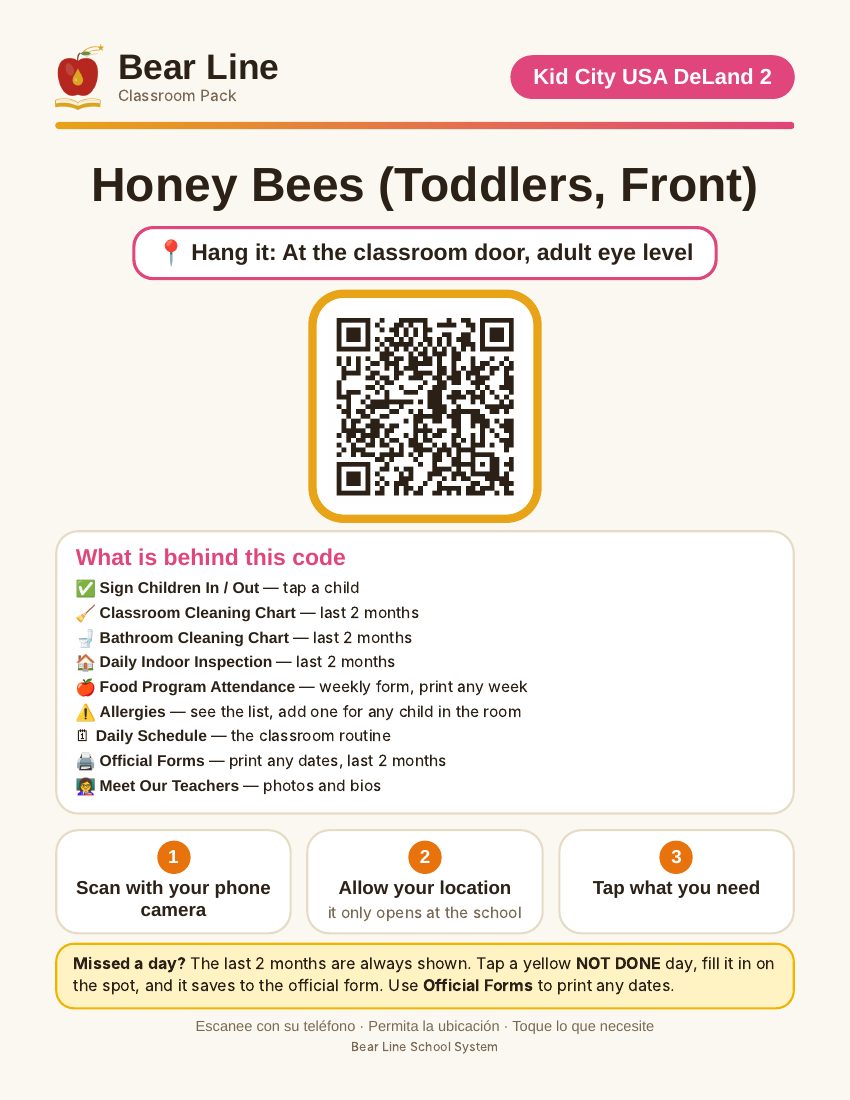 Bear Line
Classroom Pack
Kid City USA DeLand 2
Honey Bees (Toddlers, Front)
📍 Hang it: At the classroom door, adult eye level
What is behind this code
✅ Sign Children In / Out — tap a child
🧹 Classroom Cleaning Chart — last 2 months
🚽 Bathroom Cleaning Chart — last 2 months
🏠 Daily Indoor Inspection — last 2 months
🍎 Food Program Attendance — weekly form, print any week
⚠️ Allergies — see the list, add one for any child in the room
🗓 Daily Schedule — the classroom routine
🖨️ Official Forms — print any dates, last 2 months
👩‍🏫 Meet Our Teachers — photos and bios
1
Scan with your phone
camera
2
Allow your location
it only opens at the school
3
Tap what you need
Missed a day? The last 2 months are always shown. Tap a yellow NOT DONE day, fill it in on
the spot, and it saves to the official form. Use Official Forms to print any dates.
Escanee con su teléfono · Permita la ubicación · Toque lo que necesite
Bear Line School System